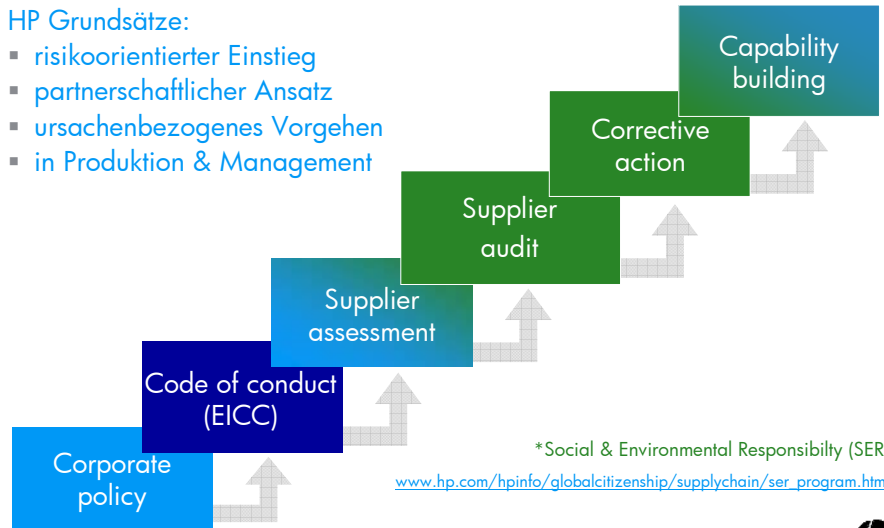 HP Grundsätze:
▪ risikoorientierter Einstieg
▪ partnerschaftlicher Ansatz
▪ ursachenbezogenes Vorgehen
▪ in Produktion & Management
Capability
building
Corrective
action
Supplier
audit
Supplier
assessment
Code of conduct
(EICC)
Corporate
policy
*Social & Environmental Responsibilty (SER
www.hp.com/hpinfo/globalcitizenship/supplychain/ser_program.htm